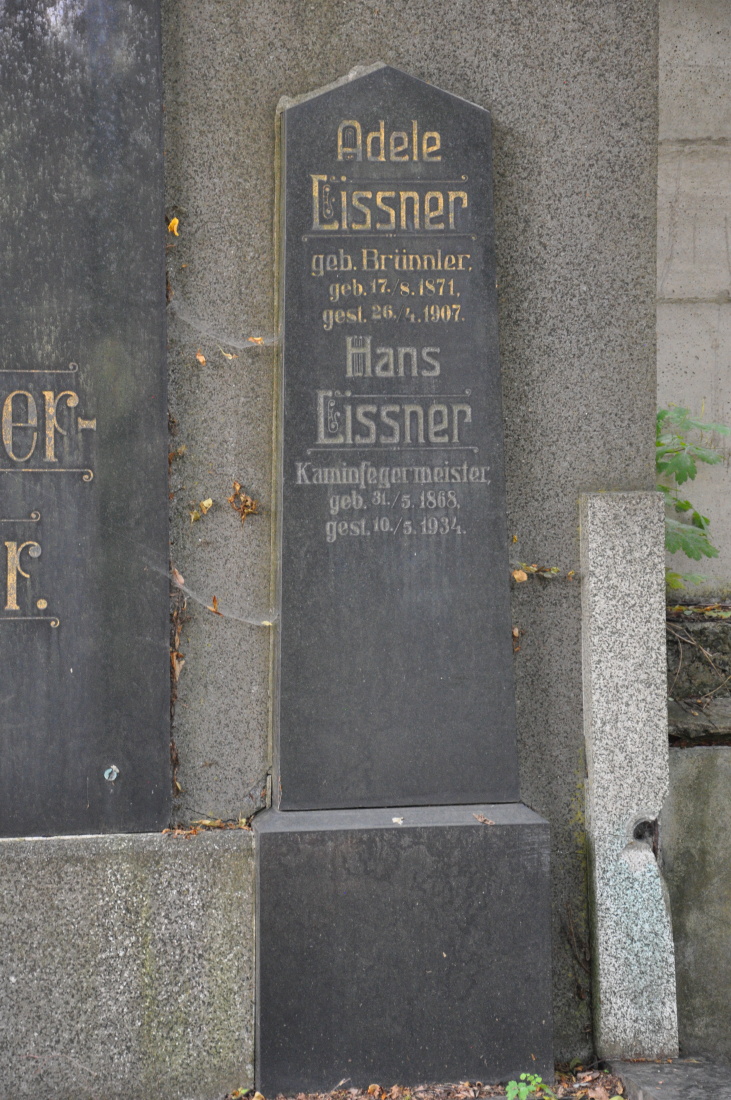 Adele
Eissner
geb. Brünnler,
geb. 17./8. 1871,
gest. 26./4. 1907.
Hans
Eissner
Kaminfegermeister,
geb. 31./5. 1868,
gest. 10./5. 1934.
er-
r.